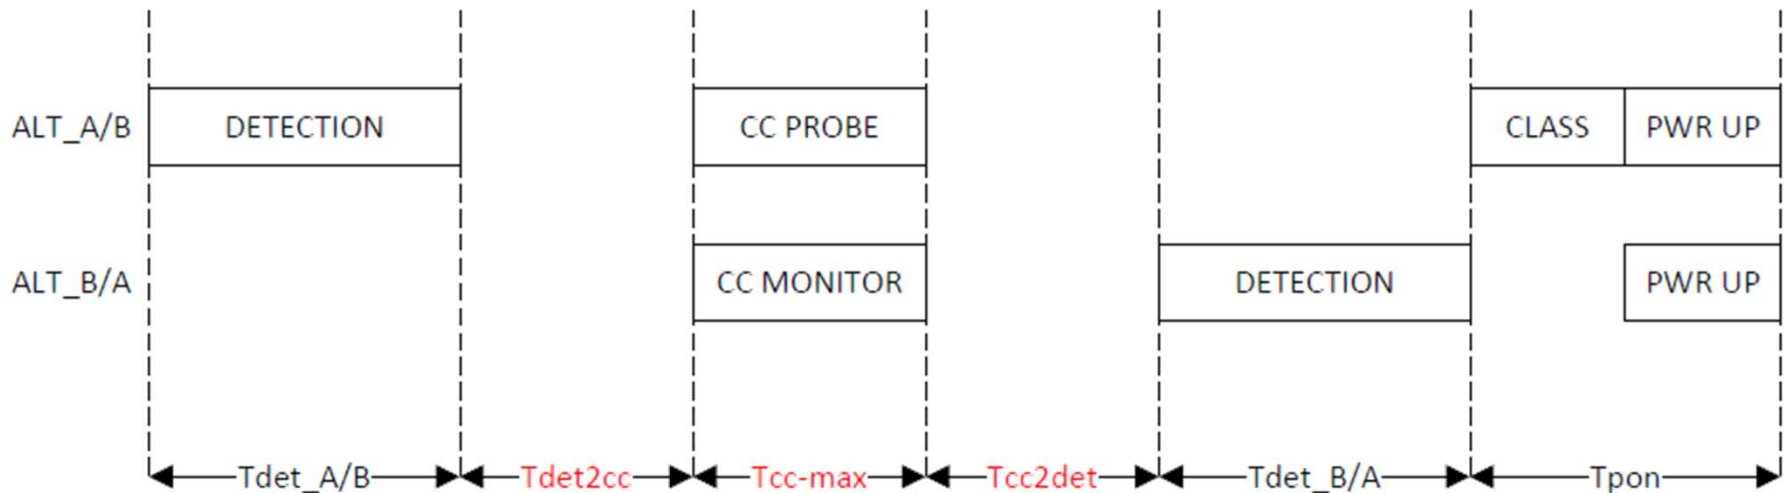 ALT_A/B DETECTION CC PROBE CLASS PWR UP
ALT_B/A CC MONITOR DETECTION PWR UP
Tdet_A/B Tdet2cc Tcc-max Tcc2det Tdet_B/A Tpon